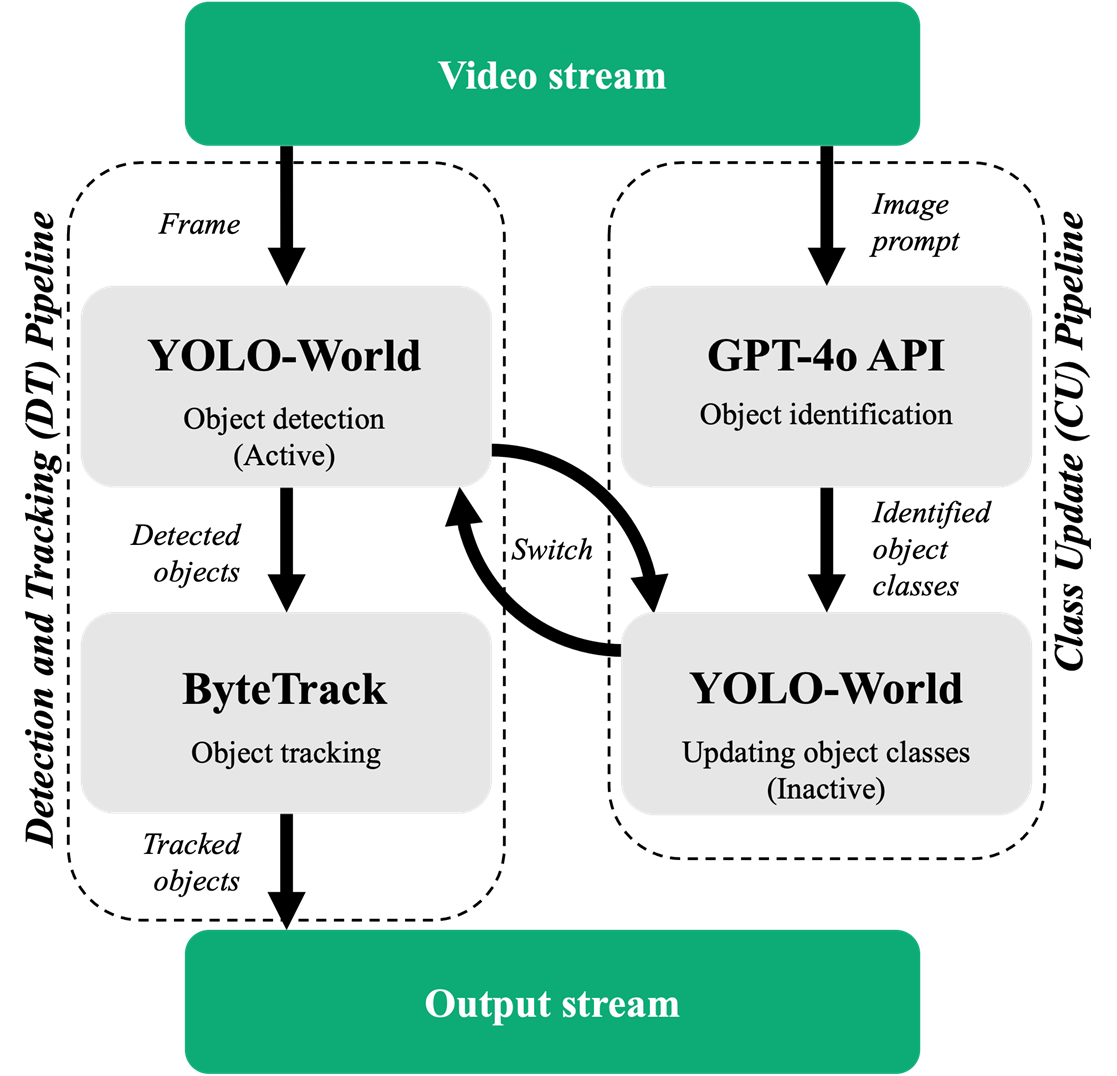 Video stream
Frame
Image
prompt
Detection and Tracking (DT) Pipeline
YOLO-World
Object detection
(Active)
GPT-4o API
Object identification
Class Update (CU) Pipeline
Detected
objects
Switch
Identified
object
classes
ByteTrack
Object tracking
YOLO-World
Updating object classes
(Inactive)
Tracked
objects
Output stream